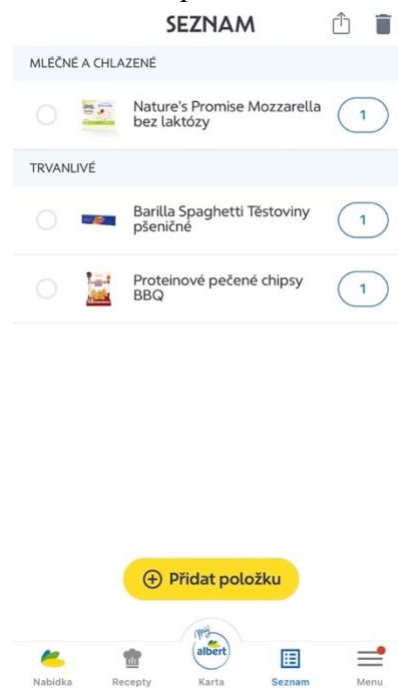 SEZNAM
MLÉČNÉ A CHLAZENÉ
Nature's Promise Mozzarella
bez laktózy
1
TRVANLIVÉ
Barilla Spaghetti Těstoviny
pšeničné
1
Proteinové pečené chipsy
BBQ
1
Přidat položku
Můj
albert
Nabídka
Recepty
Karta
Seznam
Menu